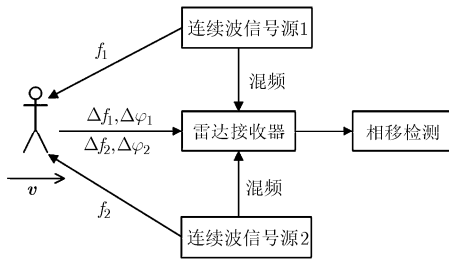 连续波信号源1
f1
混频
Δf1,Δφ1
雷达接收器
相移检测
Δf2,Δφ2
v
混频
f2
连续波信号源2